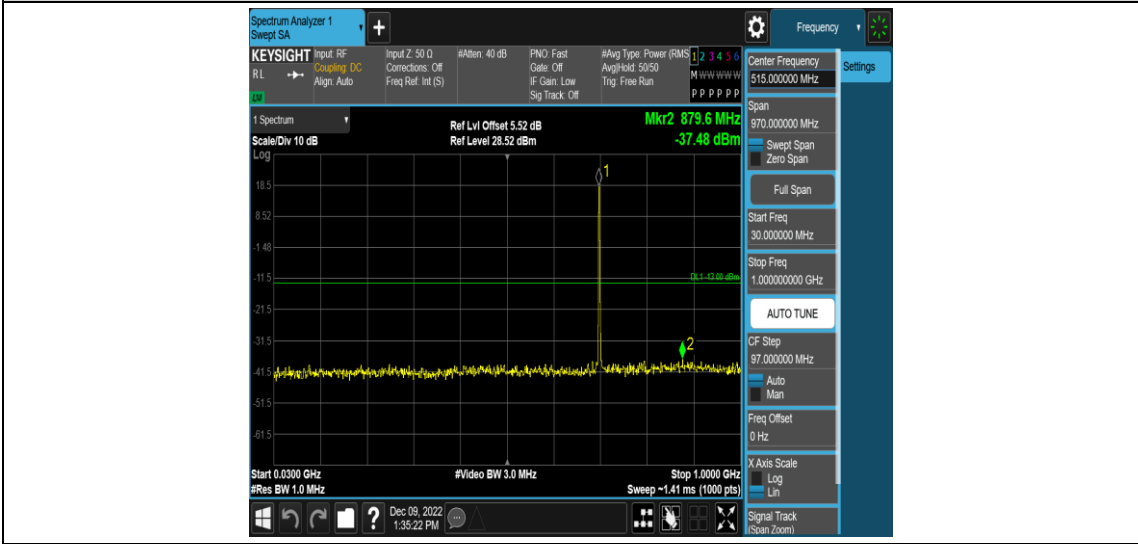 Spectrum Analyzer 1
Swept SA
Frequency
KEYSIGHT
RL
Input: RF
Coupling: DC
Align: Auto
Input Z: 50 Ω
Corrections: Off
Freq Ref: Int (S)
#Atten: 40 dB
PNO: Fast
Gate: Off
IF Gain: Low
Sig Track: Off
#Avg Type: Power (RMS
Avg|Hold: 50/50
Trig: Free Run
1 2 3 4 5 6
M W W W W W
P P P P P P
1 Spectrum
Scale/Div 10 dB
Ref Lvl Offset 5.52 dB
Ref Level 28.52 dBm
Mkr2 879.6 MHz
-37.48 dBm
Log
1
18.5
8.52
-1.48
-11.5
DL1 -13.00 dBm
-21.5
-31.5
2
-41.5
-51.5
-61.5
Start 0.0300 GHz
#Video BW 3.0 MHz
Stop 1.0000 GHz
#Res BW 1.0 MHz
Sweep ~1.41 ms (1000 pts)
?
Dec 09, 2022
1:35:22 PM
Center Frequency
515.000000 MHz
Settings
Span
970.000000 MHz
Swept Span
Zero Span
Full Span
Start Freq
30.000000 MHz
Stop Freq
1.000000000 GHz
AUTO TUNE
CF Step
97.000000 MHz
Auto
Man
Freq Offset
0 Hz
X Axis Scale
Log
Lin
Signal Track
(Span Zoom)